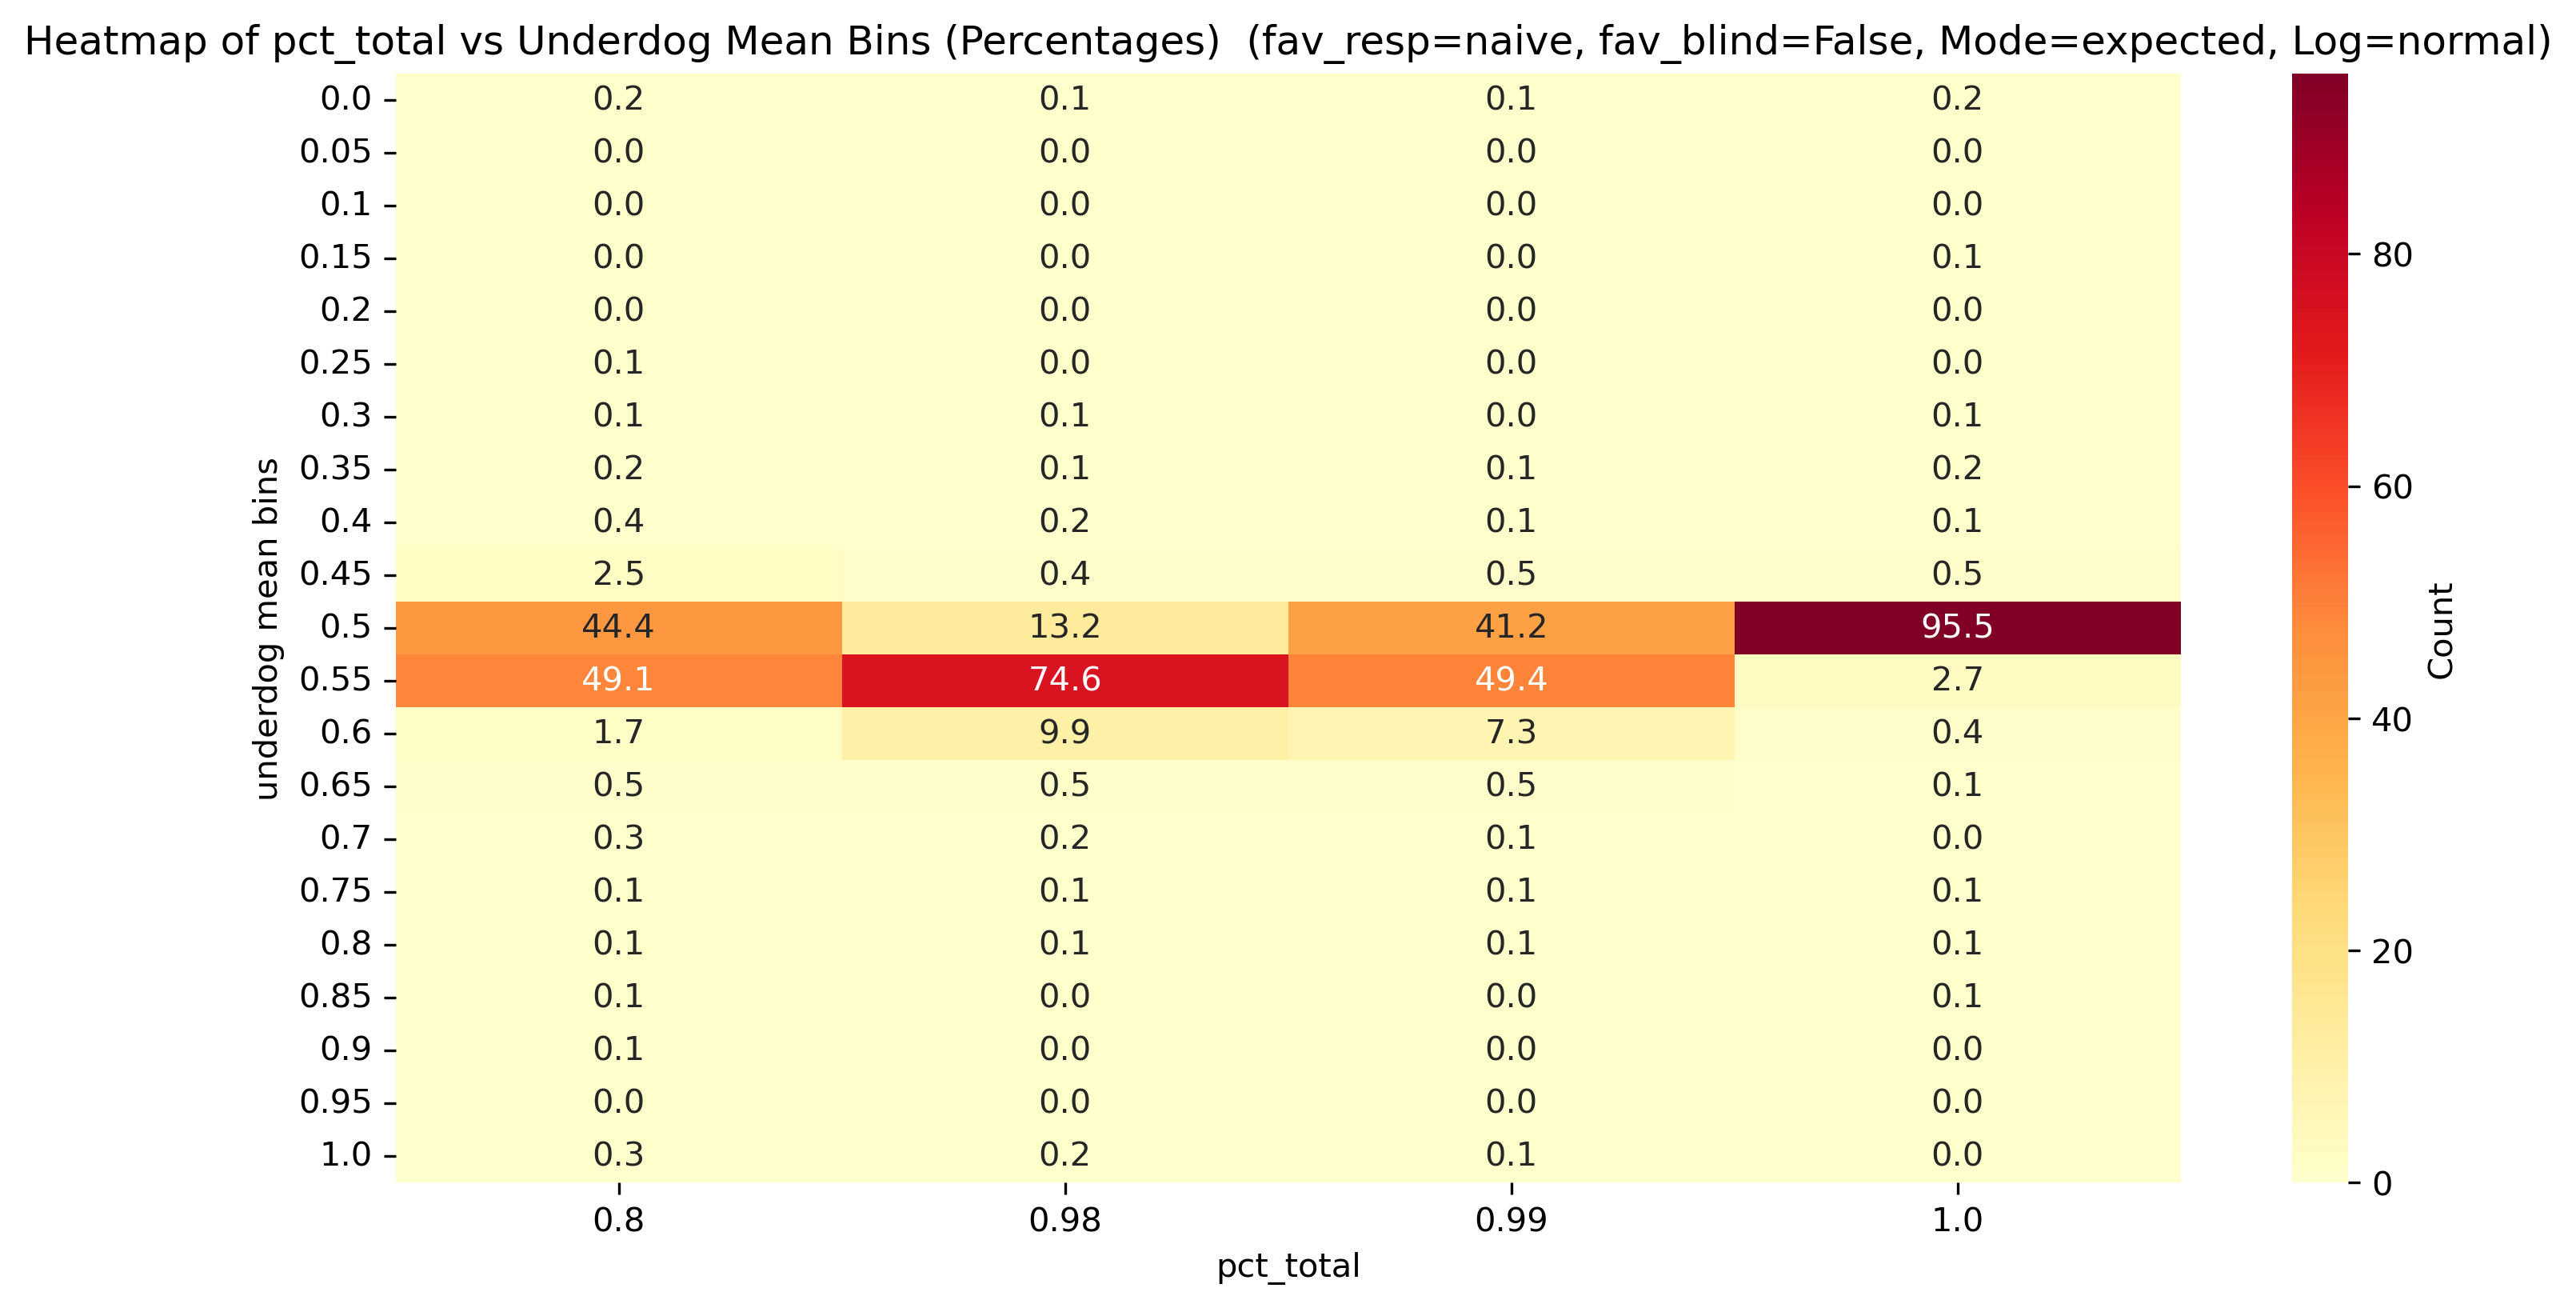 Heatmap of pct_total vs Underdog Mean Bins (Percentages)  (fav_resp=naive, fav_blind=False, Mode=expected, Log=normal)
underdog mean bins
0.0 0.2 0.1 0.1 0.2
0.05 0.0 0.0 0.0 0.0
0.1 0.0 0.0 0.0 0.0
0.15 0.0 0.0 0.0 0.1
0.2 0.0 0.0 0.0 0.0
0.25 0.1 0.0 0.0 0.0
0.3 0.1 0.1 0.0 0.1
0.35 0.2 0.1 0.1 0.2
0.4 0.4 0.2 0.1 0.1
0.45 2.5 0.4 0.5 0.5
0.5 44.4 13.2 41.2 95.5
0.55 49.1 74.6 49.4 2.7
0.6 1.7 9.9 7.3 0.4
0.65 0.5 0.5 0.5 0.1
0.7 0.3 0.2 0.1 0.0
0.75 0.1 0.1 0.1 0.1
0.8 0.1 0.1 0.1 0.1
0.85 0.1 0.0 0.0 0.1
0.9 0.1 0.0 0.0 0.0
0.95 0.0 0.0 0.0 0.0
1.0 0.3 0.2 0.1 0.0
0.8 0.98 0.99 1.0
pct_total
80
60
40
20
0
Count